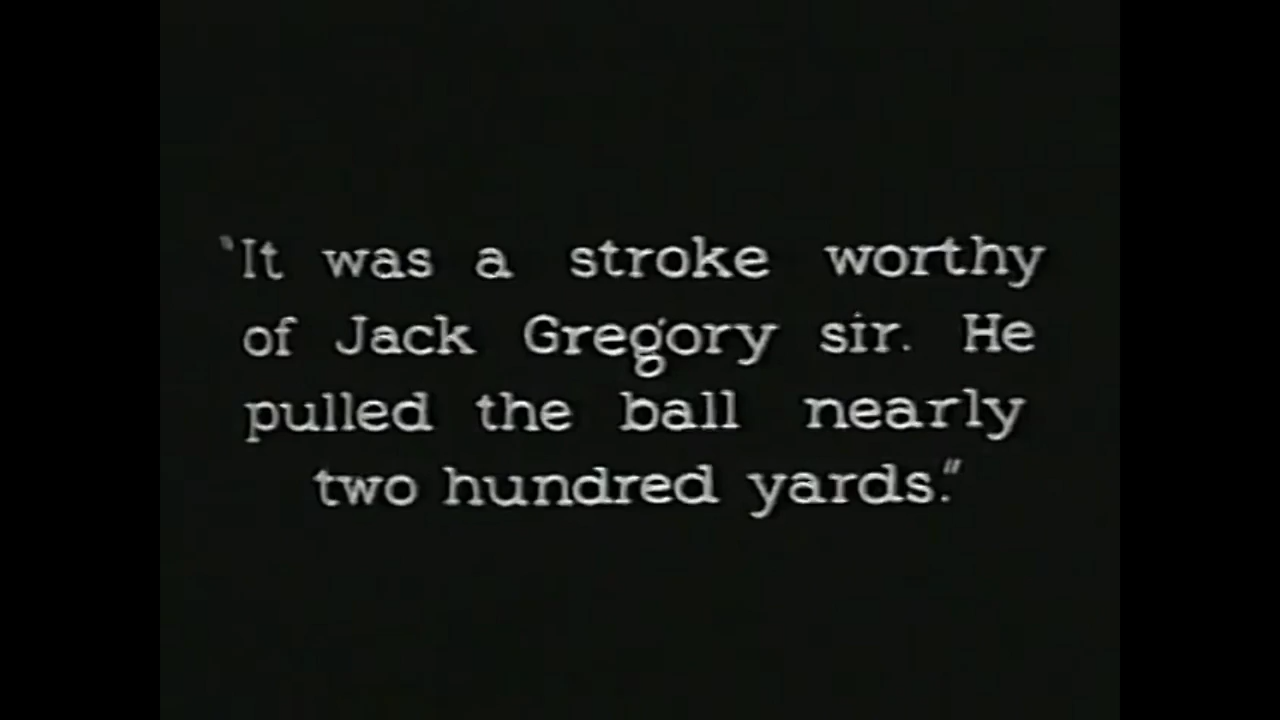 "It was a stroke worthy
of Jack Gregory sir. He
pulled the ball nearly
two hundred yards."